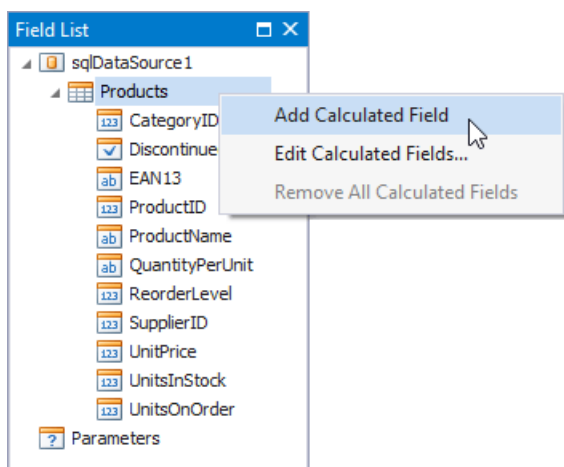 Field List
sqlDataSource1
Products
Add Calculated Field
CategoryID
Edit Calculated Fields...
Discontinue
Remove All Calculated Fields
EAN13
ProductID
ProductName
QuantityPerUnit
ReorderLevel
SupplierID
UnitPrice
UnitsInStock
UnitsOnOrder
Parameters